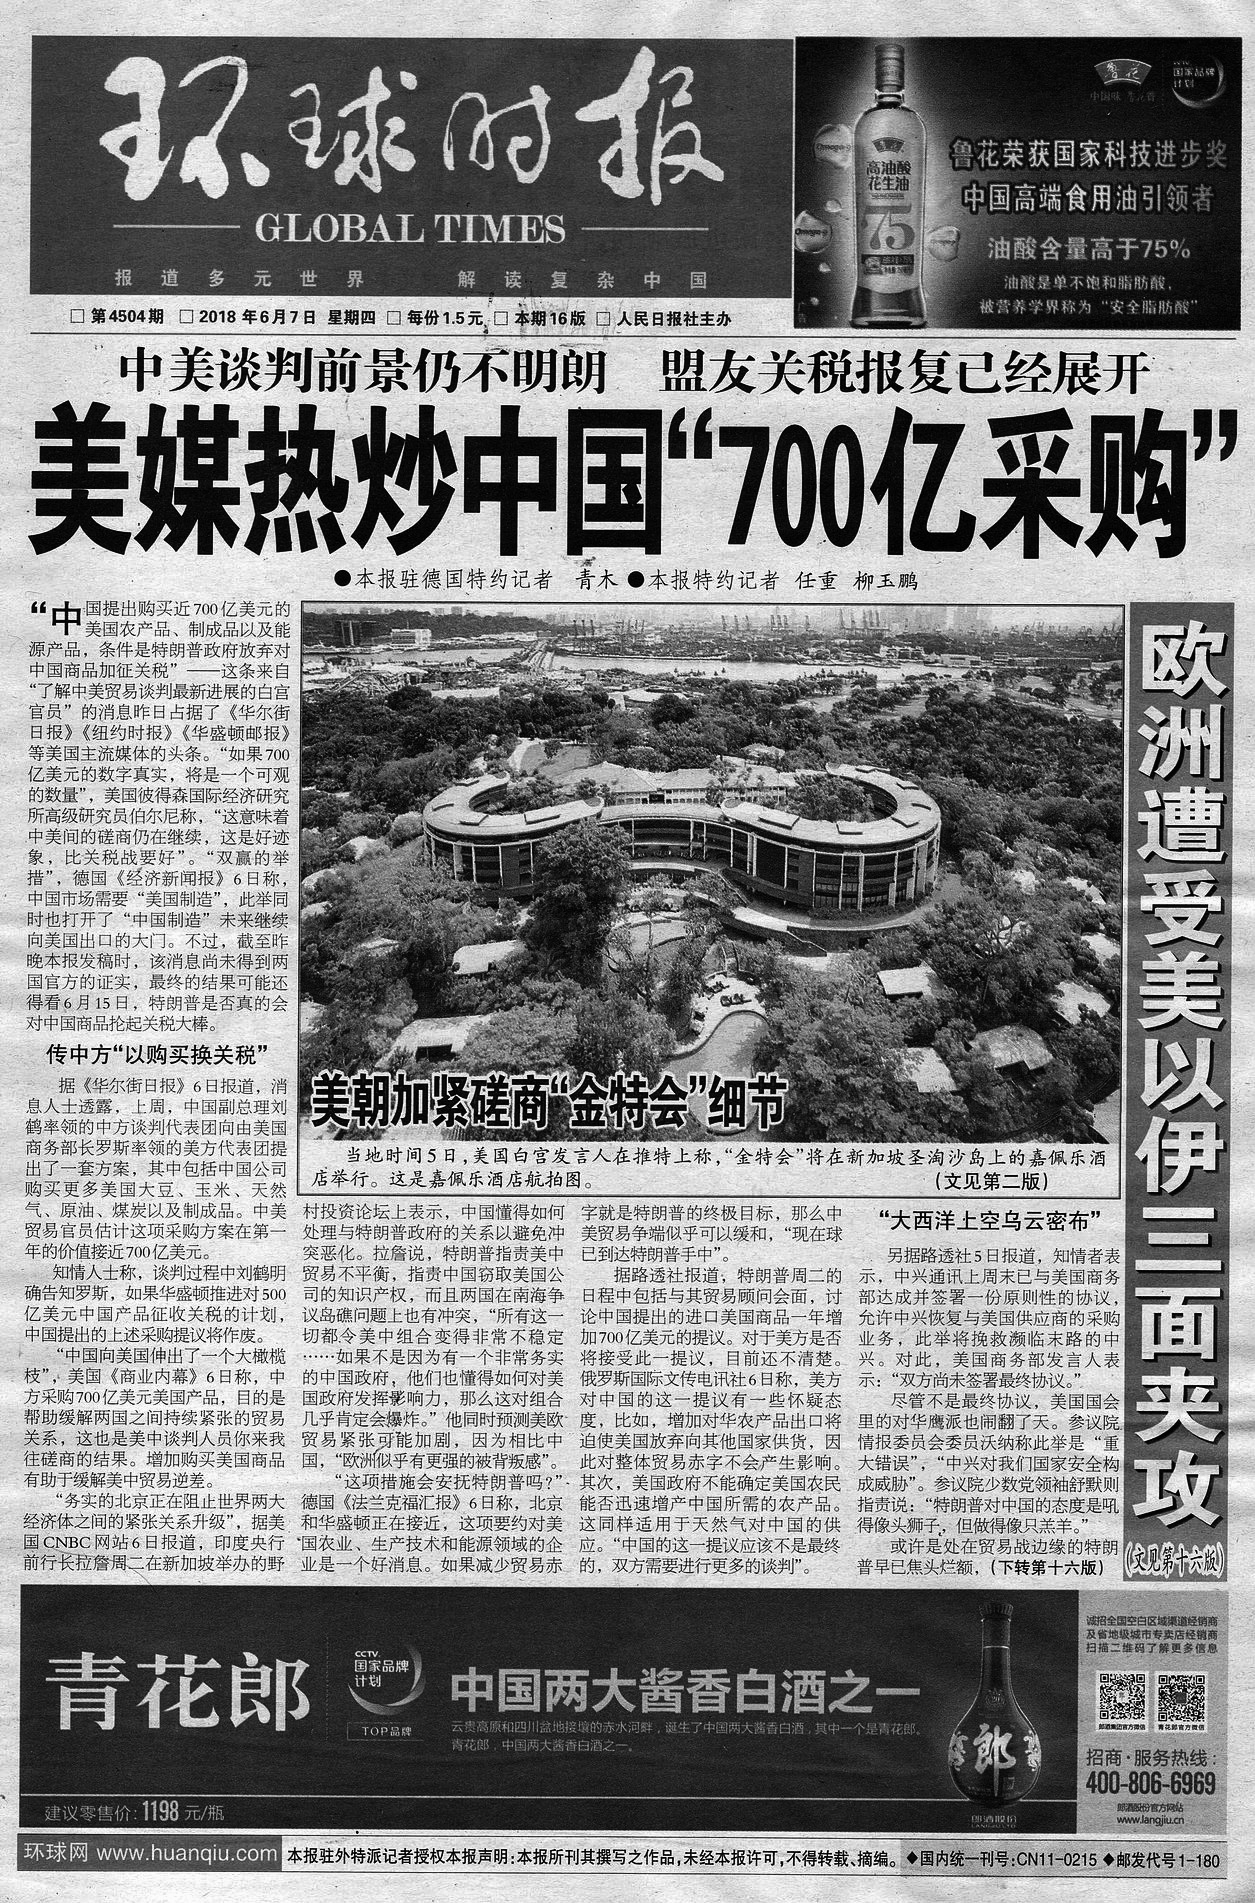 环球时报
GLOBAL TIMES
报道多元世界 解读复杂中国
□ 第4504期 □ 2018年6月7日 星期四 □ 每份1.5元 □ 本期16版 □ 人民日报社主办
鲁花
中国味 鲁花香
国家品牌
计划
鲁花荣获国家科技进步奖
中国高端食用油引领者
油酸含量高于75%
油酸是单不饱和脂肪酸，
被营养学界称为“安全脂肪酸”
Omega-9
鲁花
高油酸
花生油
75
Omega-9
广告
中美谈判前景仍不明朗 盟友关税报复已经展开
美媒热炒中国“700亿采购”
●本报驻德国特约记者 青木 ●本报特约记者 任重 柳玉鹏
“中国提出购买近700亿美元的
美国农产品、制成品以及能
源产品，条件是特朗普政府放弃对
中国商品加征关税”——这条来自
“了解中美贸易谈判最新进展的白宫
官员”的消息昨日占据了《华尔街
日报》《纽约时报》《华盛顿邮报》
等美国主流媒体的头条。“如果700
亿美元的数字真实，将是一个可观
的数量”，美国彼得森国际经济研究
所高级研究员伯尔尼称，“这意味着
中美间的磋商仍在继续，这是好迹
象，比关税战要好”。“双赢的举
措”，德国《经济新闻报》6日称，
中国市场需要“美国制造”，此举同
时也打开了“中国制造”未来继续
向美国出口的大门。不过，截至昨
晚本报发稿时，该消息尚未得到两
国官方的证实，最终的结果可能还
得看6月15日，特朗普是否真的会
对中国商品抡起关税大棒。
传中方“以购买换关税”
据《华尔街日报》6日报道，消
息人士透露，上周，中国副总理刘
鹤率领的中方谈判代表团向由美国
商务部长罗斯率领的美方代表团提
出了一套方案，其中包括中国公司
购买更多美国大豆、玉米、天然
气、原油、煤炭以及制成品。中美
贸易官员估计这项采购方案在第一
年的价值接近700亿美元。
知情人士称，谈判过程中刘鹤明
确告知罗斯，如果华盛顿推进对500
亿美元中国产品征收关税的计划，
中国提出的上述采购提议将作废。
“中国向美国伸出了一个大橄榄
枝”，美国《商业内幕》6日称，中
方采购700亿美元美国产品，目的是
帮助缓解两国之间持续紧张的贸易
关系，这也是美中谈判人员你来我
往磋商的结果。增加购买美国商品
有助于缓解美中贸易逆差。
“务实的北京正在阻止世界两大
经济体之间的紧张关系升级”，据美
国CNBC网站6日报道，印度央行
前行长拉詹周二在新加坡举办的野
美朝加紧磋商“金特会”细节
当地时间5日，美国白宫发言人在推特上称，“金特会”将在新加坡圣淘沙岛上的嘉佩乐酒
店举行。这是嘉佩乐酒店航拍图。 （文见第二版）
村投资论坛上表示，中国懂得如何
处理与特朗普政府的关系以避免冲
突恶化。拉詹说，特朗普指责美中
贸易不平衡，指责中国窃取美国公
司的知识产权，而且两国在南海争
议岛礁问题上也有冲突，“所有这一
切都令美中组合变得非常不稳定
……如果不是因为有一个非常务实
的中国政府，他们也懂得如何对美
国政府发挥影响力，那么这对组合
几乎肯定会爆炸。”他同时预测美欧
贸易紧张可能加剧，因为相比中
国，“欧洲似乎有更强的被背叛感”。
“这项措施会安抚特朗普吗？”
德国《法兰克福汇报》6日称，北京
和华盛顿正在接近，这项要约对美
国农业、生产技术和能源领域的企
业是一个好消息。如果减少贸易赤
字就是特朗普的终极目标，那么中
美贸易争端似乎可以缓和，“现在球
已到达特朗普手中”。
据路透社报道，特朗普周二的
日程中包括与其贸易顾问会面，讨
论中国提出的进口美国商品一年增
加700亿美元的提议。对于美方是否
将接受此一提议，目前还不清楚。
俄罗斯国际文传电讯社6日称，美方
对中国的这一提议有一些怀疑态
度，比如，增加对华农产品出口将
迫使美国放弃向其他国家供货，因
此对整体贸易赤字不会产生影响。
其次，美国政府不能确定美国农民
能否迅速增产中国所需的农产品。
这同样适用于天然气对中国的供
应。“中国的这一提议应该不是最终
的，双方需要进行更多的谈判”。
“大西洋上空乌云密布”
另据路透社5日报道，知情者表
示，中兴通讯上周末已与美国商务
部达成并签署一份原则性的协议，
允许中兴恢复与美国供应商的采购
业务，此举将挽救濒临末路的中
兴。对此，美国商务部发言人表
示：“双方尚未签署最终协议。”
尽管不是最终协议，美国国会
里的对华鹰派也闹翻了天。参议院
情报委员会委员沃纳称此举是“重
大错误”，“中兴对我们国家安全构
成威胁”。参议院少数党领袖舒默则
指责说：“特朗普对中国的态度是吼
得像头狮子，但做得像只羔羊。”
或许是处在贸易战边缘的特朗
普早已焦头烂额，（下转第十六版）
欧洲遭受美以伊三面夹攻
（文见第十六版）
青花郎
CCTV
国家品牌
计划
TOP品牌
中国两大酱香白酒之一
云贵高原和四川盆地接壤的赤水河畔，诞生了中国两大酱香白酒，其中一个是青花郎。
青花郎，中国两大酱香白酒之一。
建议零售价：1198元/瓶
郎
郎酒股份
LANGJIU LTD
诚招全国空白区域渠道经销商
及省地级城市专卖店经销商
扫描二维码了解更多信息
郎酒集团官方微信 青花郎官方微信
招商·服务热线：
400-806-6969
郎酒股份官方网站
www.langjiu.cn
环球网 www.huanqiu.com
本报驻外特派记者授权本报声明：本报所刊其撰写之作品，未经本报许可，不得转载、摘编。 ◆国内统一刊号：CN11-0215 ◆邮发代号1-180